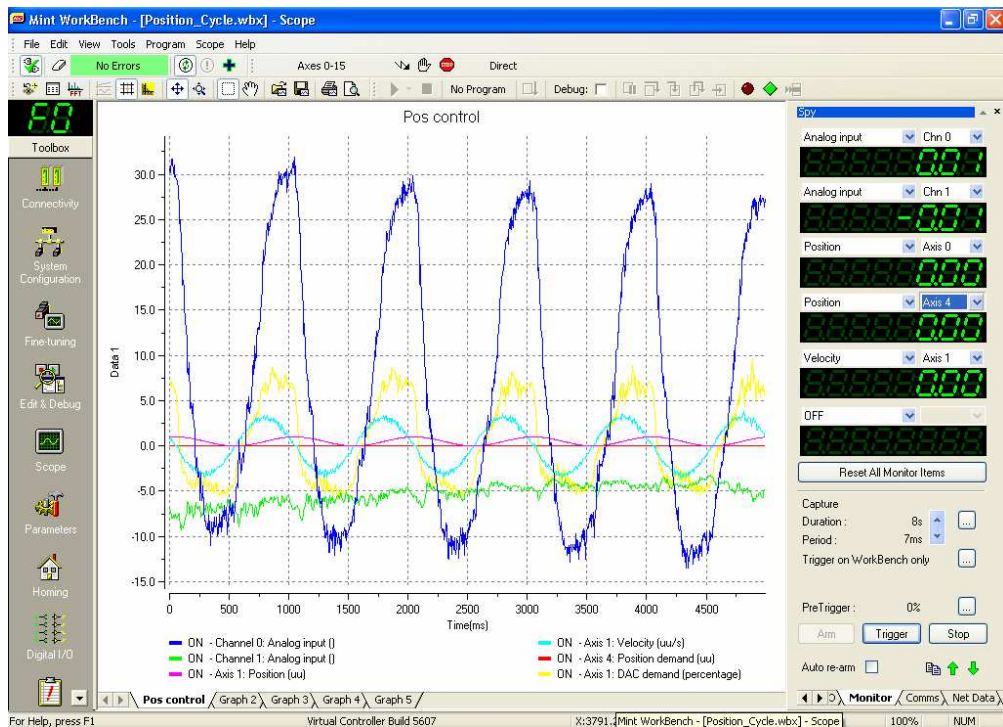 Mint WorkBench - [Position_Cycle.wbx] - Scope
File Edit View Tools Program Scope Help
No Errors Axes 0-15 Direct
No Program Debug:
F0
Toolbox
Connectivity
System
Configuration
Fine-tuning
Edit & Debug
Scope
Parameters
Homing
Digital I/O
Pos control
30.0
25.0
20.0
15.0
10.0
5.0
0.0
-5.0
-10.0
-15.0
Data 1
0 500 1000 1500 2000 2500 3000 3500 4000 4500
Time(ms)
ON - Channel 0: Analog input ()
ON - Channel 1: Analog input ()
ON - Axis 1: Position (uu)
ON - Axis 1: Velocity (uu/s)
ON - Axis 4: Position demand (uu)
ON - Axis 1: DAC demand (percentage)
Pos control Graph 2 Graph 3 Graph 4 Graph 5
Spy
Analog input Chn 0
0.01
Analog input Chn 1
-0.01
Position Axis 0
0.00
Position Axis 4
0.00
Velocity Axis 1
0.00
OFF
Reset All Monitor Items
Capture
Duration : 8s
...
Period : 7ms
Trigger on WorkBench only ...
PreTrigger : 0% ...
Arm Trigger Stop
Auto re-arm
Monitor Comms Net Data
For Help, press F1 Virtual Controller Build 5607 X:3791. Mint WorkBench - [Position_Cycle.wbx] - Scope 100% NUM